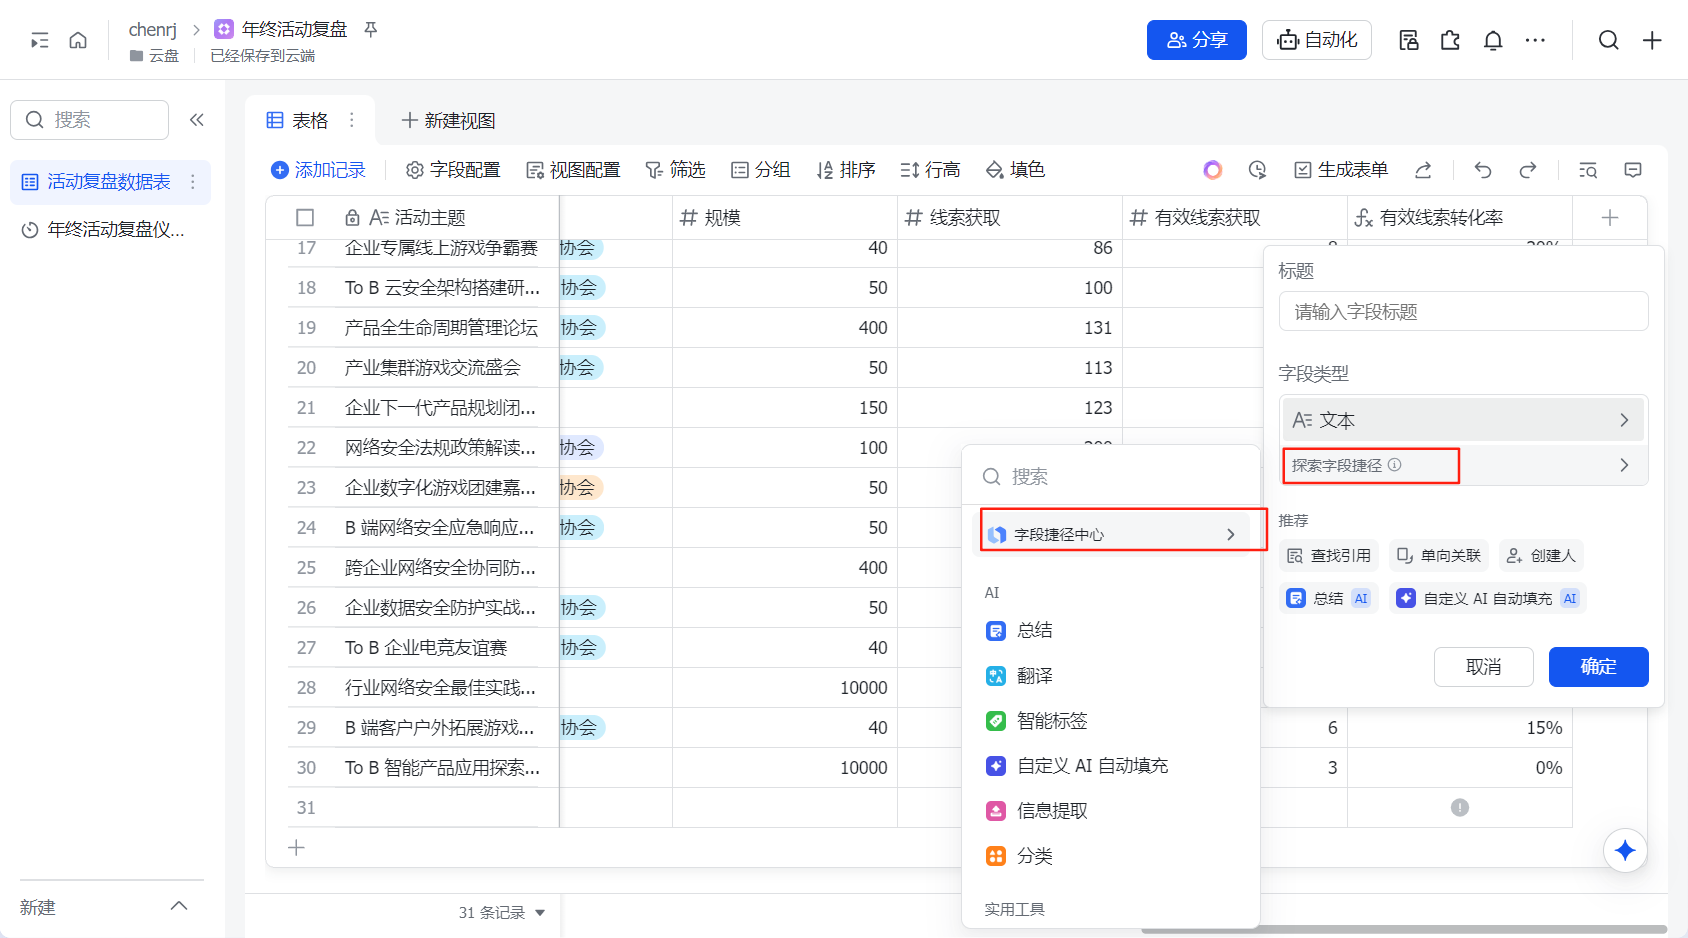 chenrj
年终活动复盘
云盘
已经保存到云端
分享
自动化
搜索
活动复盘数据表
年终活动复盘仪...
新建
表格
新建视图
添加记录
字段配置
视图配置
筛选
分组
排序
行高
填色
生成表单
活动主题 规模 线索获取 有效线索获取 有效线索转化率
17 企业专属线上游戏争霸赛 协会 40 86
18 To B 云安全架构搭建研... 协会 50 100
19 产品全生命周期管理论坛 协会 400 131
20 产业集群游戏交流盛会 协会 50 113
21 企业下一代产品规划闭... 150 123
22 网络安全法规政策解读... 协会 100
23 企业数字化游戏团建嘉... 协会 50
24 B 端网络安全应急响应... 协会 50
25 跨企业网络安全协同防... 400
26 企业数据安全防护实战... 协会 50
27 To B 企业电竞友谊赛 协会 40
28 行业网络安全最佳实践... 10000
29 B 端客户户外拓展游戏... 协会 40 6 15%
30 To B 智能产品应用探索... 10000 3 0%
31
31 条记录
标题
请输入字段标题
字段类型
文本
探索字段捷径
推荐
查找引用
单向关联
创建人
总结 AI
自定义 AI 自动填充 AI
取消
确定
搜索
字段捷径中心
AI
总结
翻译
智能标签
自定义 AI 自动填充
信息提取
分类
实用工具